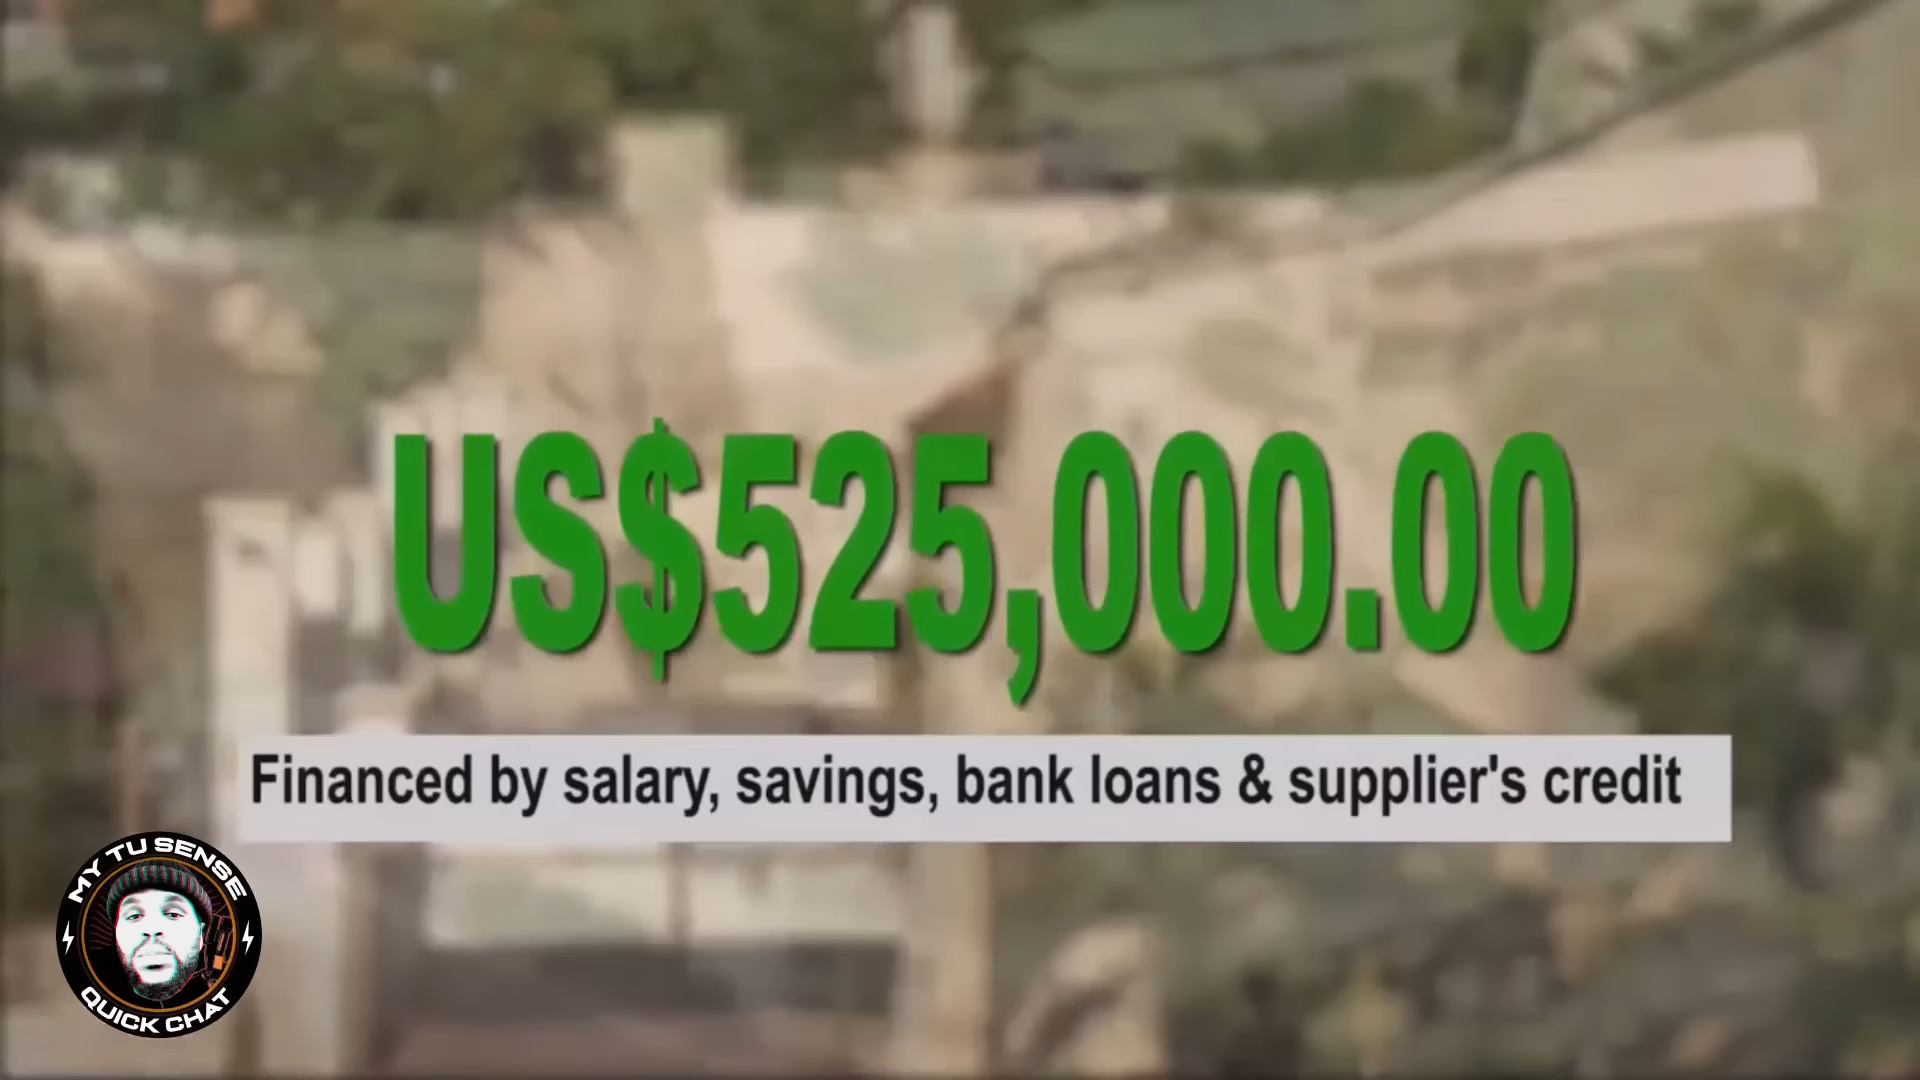 US$525,000.00
Financed by salary, savings, bank loans & supplier's credit
MY TU SENSE
QUICK CHAT